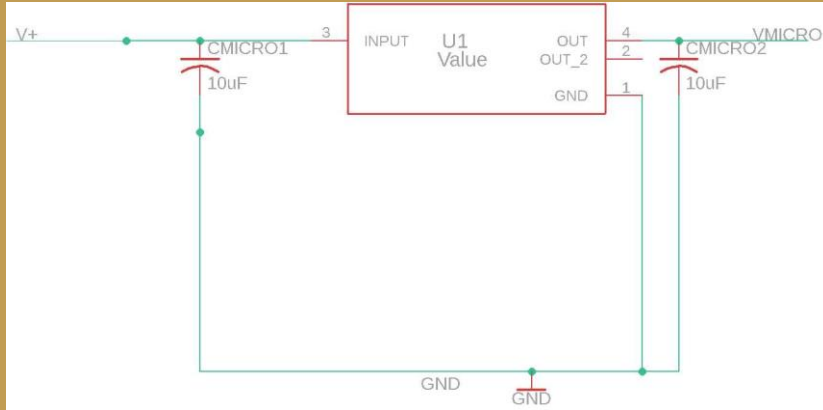 V+
CMICRO1
10uF
3
INPUT
U1
Value
OUT
4
OUT_2
2
GND
1
VMICRO
CMICRO2
10uF
GND
GND